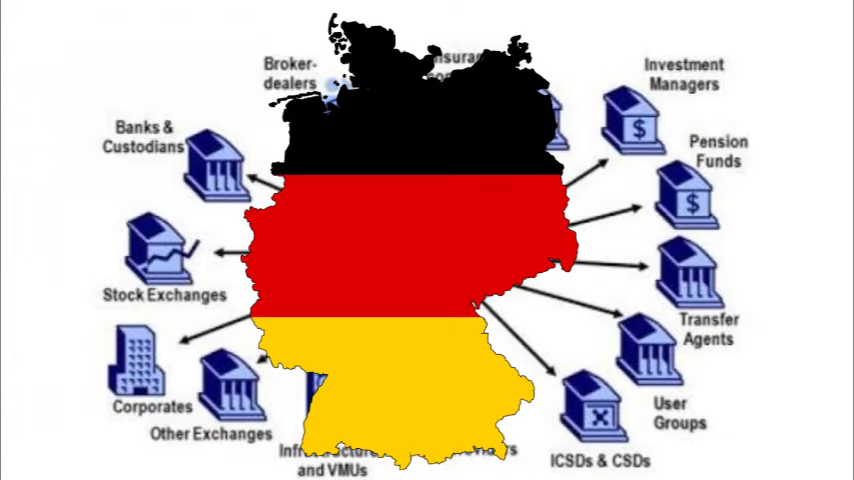 Broker-
dealers
Investment
Managers
Banks &
Custodians
Pension
Funds
$
$
Stock Exchanges
Transfer
Agents
Corporates
User
Groups
Other Exchanges
ICSDs & CSDs
and VMUs